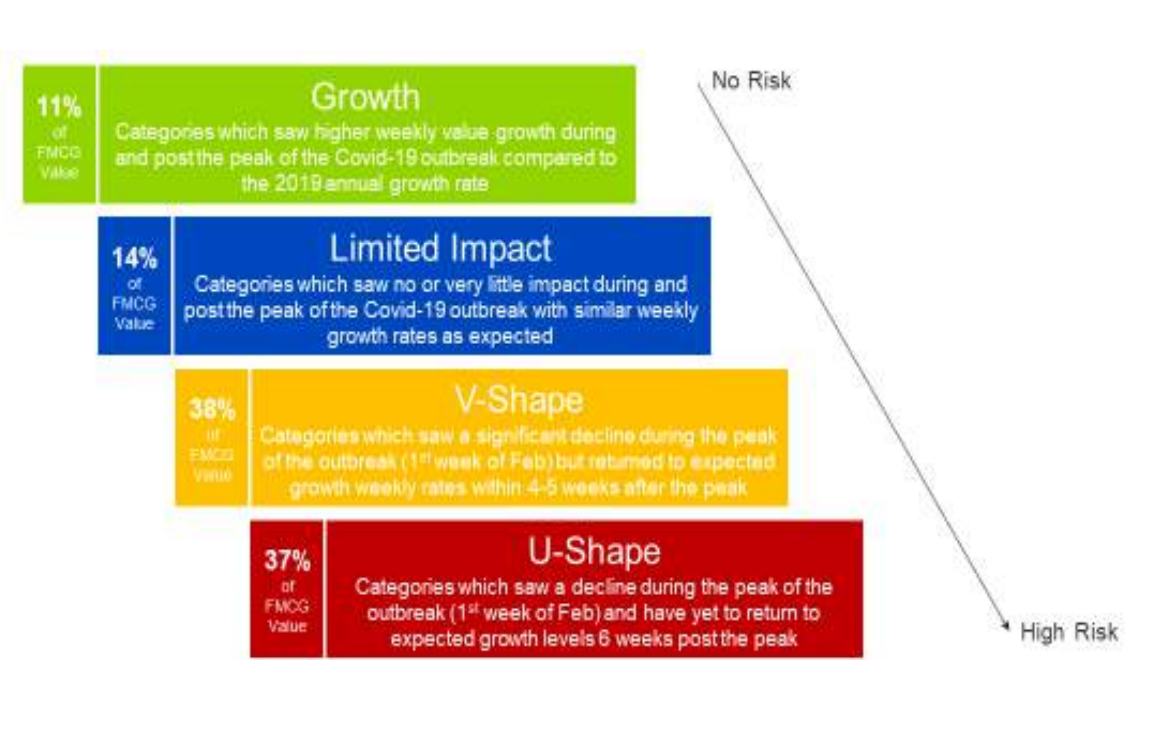 No Risk
11%
of
FMCG
Value
Growth
Categories which saw higher weekly value growth during
and post the peak of the Covid-19 outbreak compared to
the 2019 annual growth rate
14%
of
FMCG
Value
Limited Impact
Categories which saw no or very little impact during and
post the peak of the Covid-19 outbreak with similar weekly
growth rates as expected
38%
of
FMCG
Value
V-Shape
Categories which saw a significant decline during the peak
of the outbreak (1st week of Feb) but returned to expected
growth weekly rates within 4-5 weeks after the peak
37%
of
FMCG
Value
U-Shape
Categories which saw a decline during the peak of the
outbreak (1st week of Feb) and have yet to return to
expected growth levels 6 weeks post the peak
High Risk